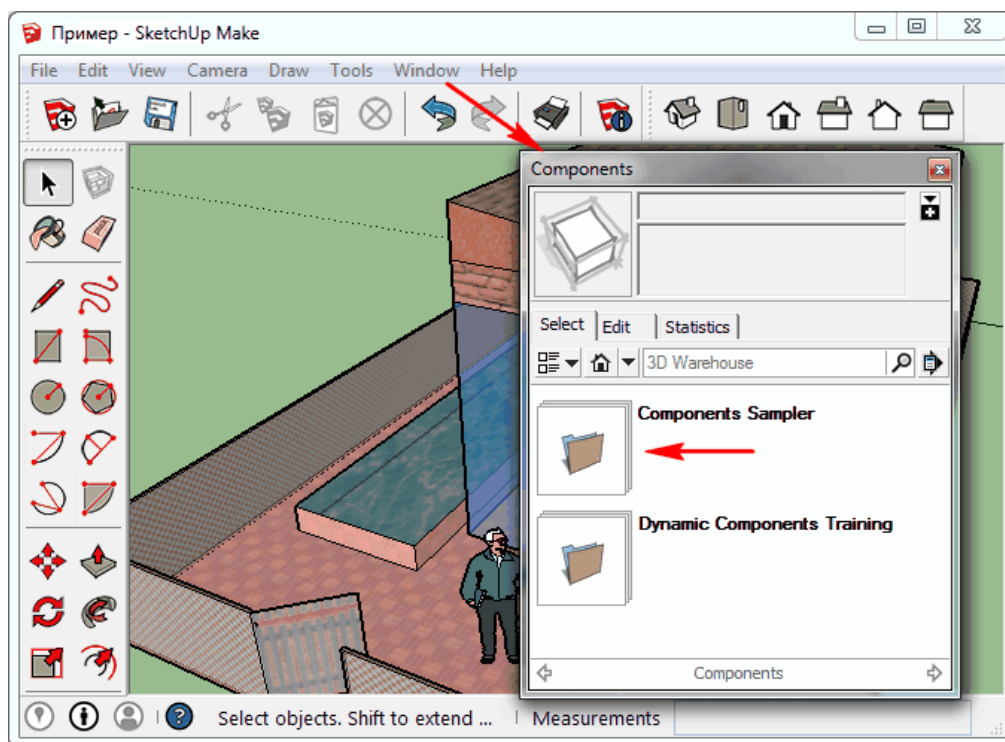 Пример - SketchUp Make
File Edit View Camera Draw Tools Window Help
Components
Select Edit Statistics
3D Warehouse
Components Sampler
Dynamic Components Training
Components
Select objects. Shift to extend ... Measurements